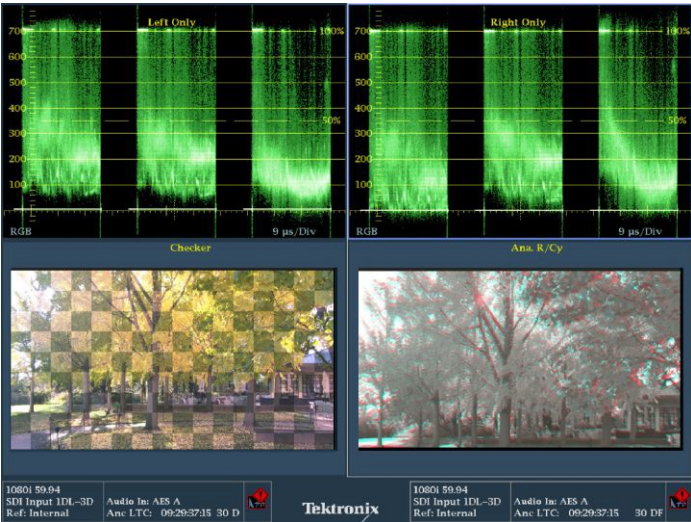 Left Only
700
100%
600
500
400
50%
300
200
100
RGB
9 µs/Div
Right Only
700
100%
600
500
400
50%
300
200
100
RGB
9 µs/Div
Checker
Ana. R/Cy
1080i 59.94
SDI Input 1DL-3D
Ref: Internal
Audio In: AES A
Anc LTC: 09:29:37:15 30 D
Tektronix
1080i 59.94
SDI Input 1DL-3D
Ref: Internal
Audio In: AES A
Anc LTC: 09:29:37:15 30 DF